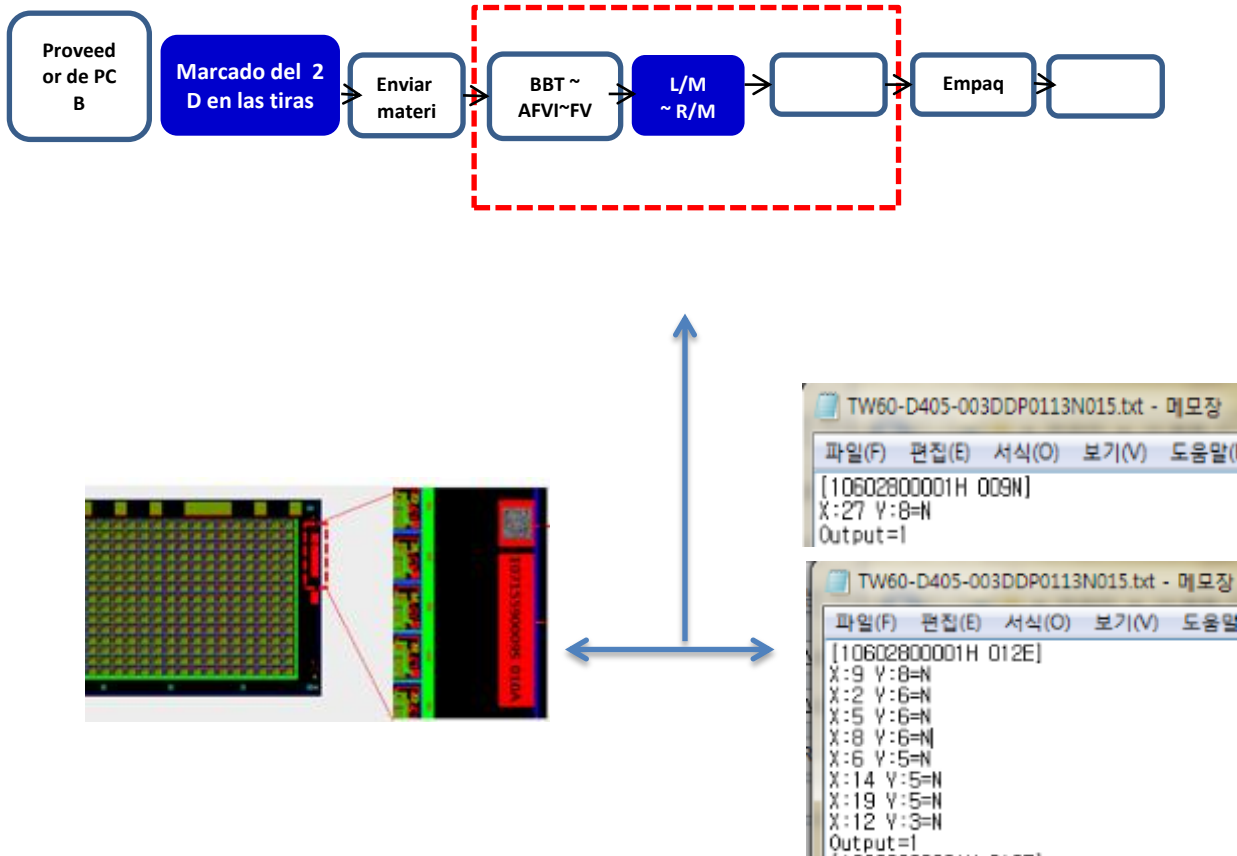 Proveed
or de PC
B
Marcado del 2
D en las tiras
Enviar
materi
BBT ~
AFVI~FV
L/M
~ R/M
Empaq
TW60-D405-003DDP0113N015.txt - 메모장
파일(F) 편집(E) 서식(O) 보기(V) 도움말(
[10602800001H 009N]
X:27 Y:8=N
Output=1
TW60-D405-003DDP0113N015.txt - 메모장
파일(F) 편집(E) 서식(O) 보기(V) 도움말
[10602800001H 012E]
X:9 Y:8=N
X:2 Y:6=N
X:5 Y:6=N
X:8 Y:6=N
X:6 Y:5=N
X:14 Y:5=N
X:19 Y:5=N
X:12 Y:3=N
Output=1